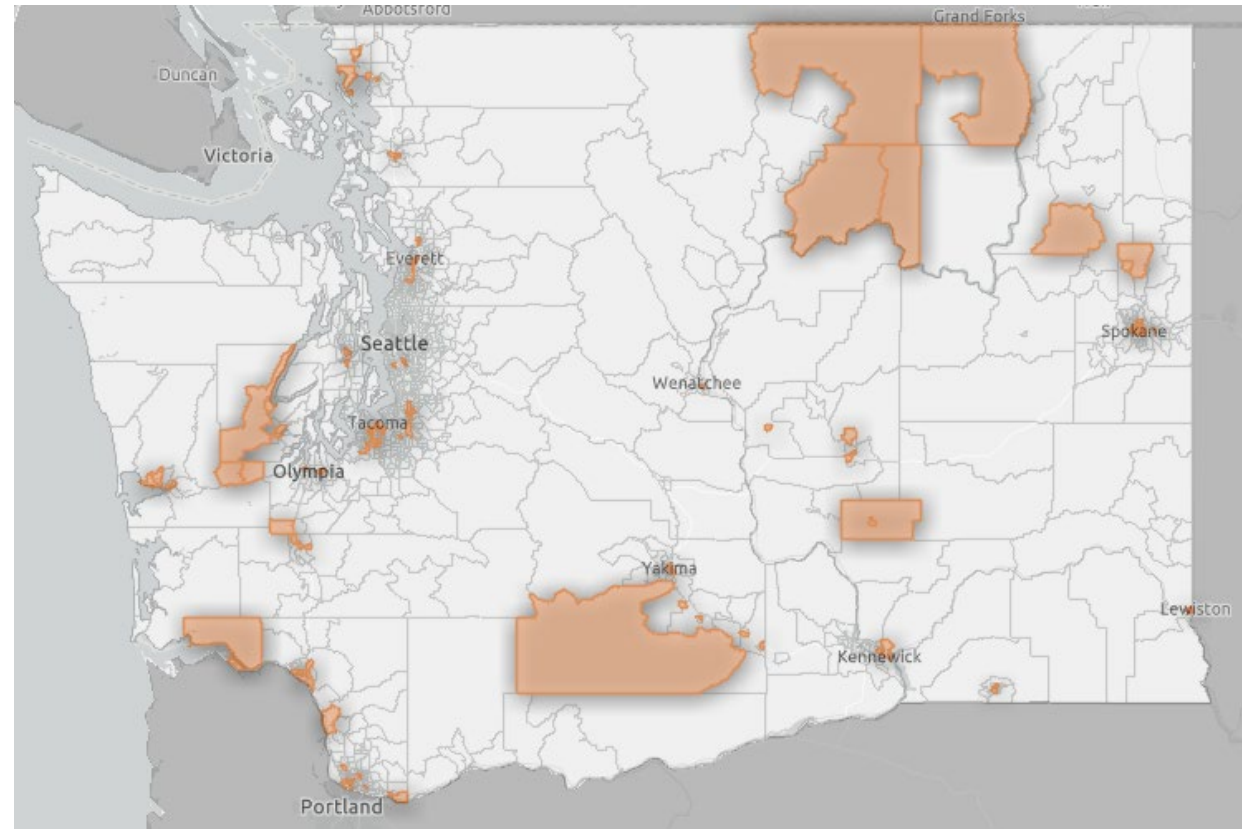 Abbotsford
Grand Forks
Duncan
Victoria
Everett
Seattle
Spokane
Wenatchee
Tacoma
Olympia
Yakima
Lewiston
Kennewick
Portland